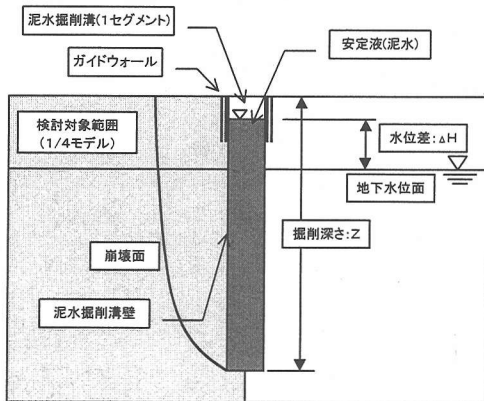 泥水掘削溝(1セグメント)
安定液(泥水)
ガイドウォール
検討対象範囲
(1/4モデル)
水位差:ΔH
地下水位面
掘削深さ:Z
崩壊面
泥水掘削溝壁